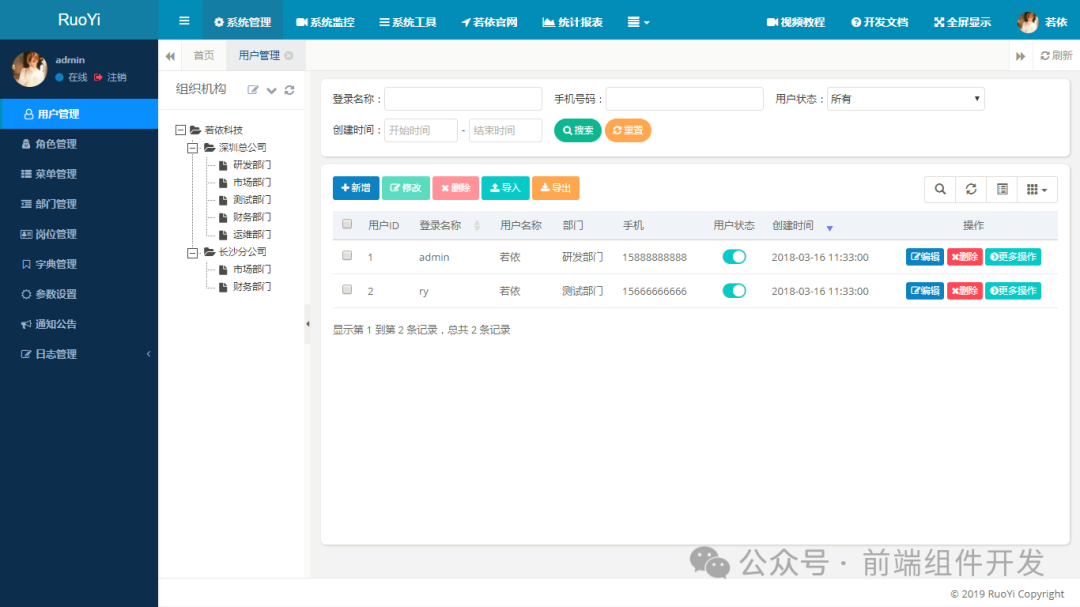 RuoYi
系统管理 系统监控 系统工具 若依官网 统计报表 视频教程 开发文档 全屏显示 若依
admin
在线 注销
首页 用户管理 刷新
用户管理
角色管理
菜单管理
部门管理
岗位管理
字典管理
参数设置
通知公告
日志管理
组织机构
若依科技
深圳总公司
研发部门
市场部门
测试部门
财务部门
运维部门
长沙分公司
市场部门
财务部门
登录名称： 手机号码： 用户状态： 所有
创建时间： 开始时间 - 结束时间 搜索 重置
新增 修改 删除 导入 导出
用户ID 登录名称 用户名称 部门 手机 用户状态 创建时间 操作
1 admin 若依 研发部门 15888888888 2018-03-16 11:33:00 编辑 删除 更多操作
2 ry 若依 测试部门 15666666666 2018-03-16 11:33:00 编辑 删除 更多操作
显示第 1 到第 2 条记录，总共 2 条记录
公众号 · 前端组件开发
© 2019 RuoYi Copyright